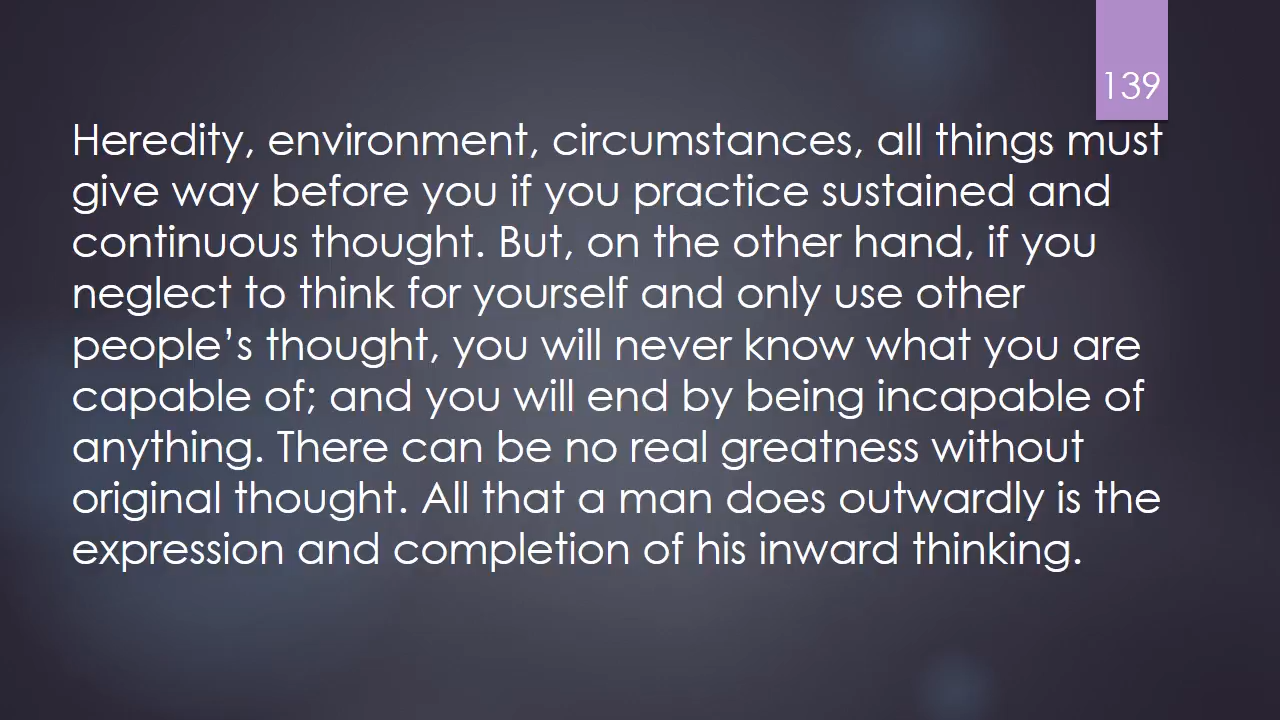 139
Heredity, environment, circumstances, all things must
give way before you if you practice sustained and
continuous thought. But, on the other hand, if you
neglect to think for yourself and only use other
people’s thought, you will never know what you are
capable of; and you will end by being incapable of
anything. There can be no real greatness without
original thought. All that a man does outwardly is the
expression and completion of his inward thinking.